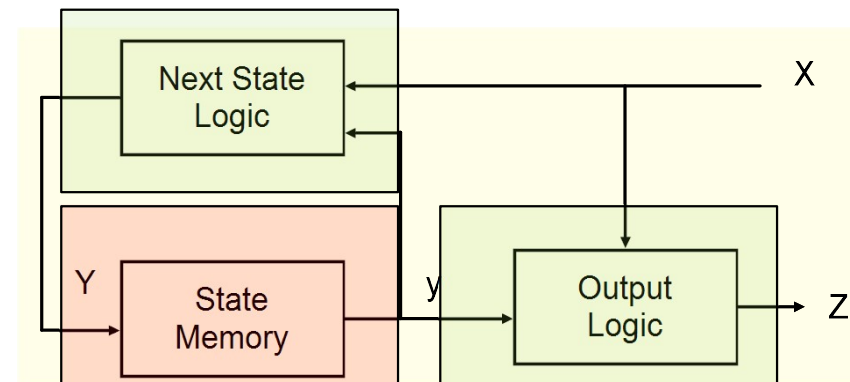 Next State
Logic
X
Y
State
Memory
y
Output
Logic
Z